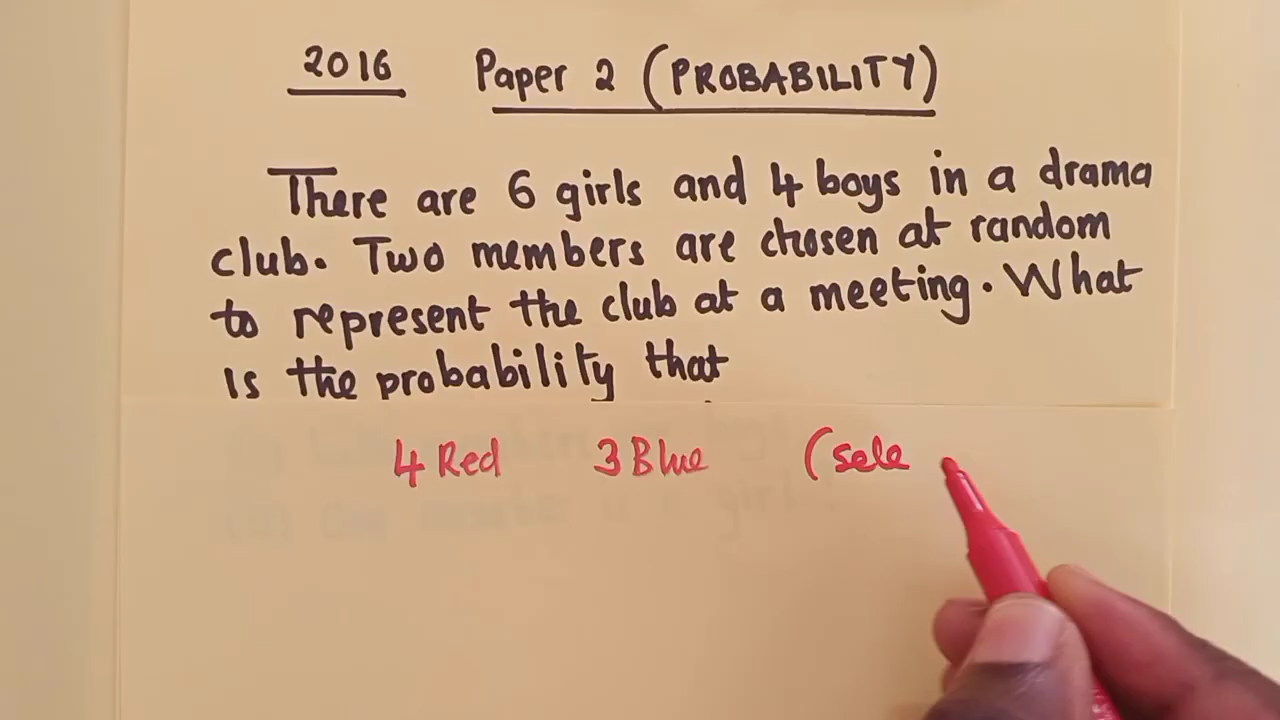 2016 Paper 2 (PROBABILITY)
There are 6 girls and 4 boys in a drama
club. Two members are chosen at random
to represent the club at a meeting. What
is the probability that
4 Red 3 Blue (sele